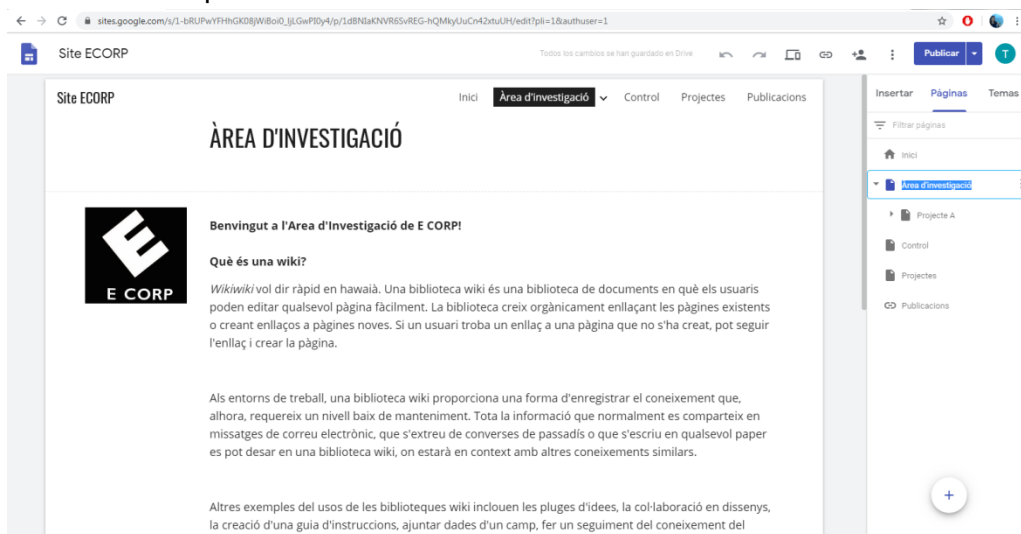 sites.google.com/s/1-bRUPwYFHhGK08jWiBoi0_ljLGwPI0y4/p/1dBNIaKNVR6SvREG-hQMkyUuCn42xtuUH/edit?pli=1&authuser=1
Site ECORP
Todos los cambios se han guardado en Drive
Publicar
T
Site ECORP
Inici Àrea d'investigació Control Projectes Publicacions
Insertar Páginas Temas
ÀREA D'INVESTIGACIÓ
Filtrar páginas
Inici
Àrea d'investigació
Projecte A
Control
Projectes
Publicacions
E CORP
Benvingut a l'Area d'Investigació de E CORP!
Què és una wiki?
Wikiwiki vol dir ràpid en hawaià. Una biblioteca wiki és una biblioteca de documents en què els usuaris
poden editar qualsevol pàgina fàcilment. La biblioteca creix orgànicament enllaçant les pàgines existents
o creant enllaços a pàgines noves. Si un usuari troba un enllaç a una pàgina que no s'ha creat, pot seguir
l'enllaç i crear la pàgina.
Als entorns de treball, una biblioteca wiki proporciona una forma d'enregistrar el coneixement que,
alhora, requereix un nivell baix de manteniment. Tota la informació que normalment es comparteix en
missatges de correu electrònic, que s'extreu de converses de passadís o que s'escriu en qualsevol paper
es pot desar en una biblioteca wiki, on estarà en context amb altres coneixements similars.
Altres exemples del usos de les biblioteques wiki inclouen les pluges d'idees, la col·laboració en dissenys,
la creació d'una guia d'instruccions, ajuntar dades d'un camp, fer un seguiment del coneixement del